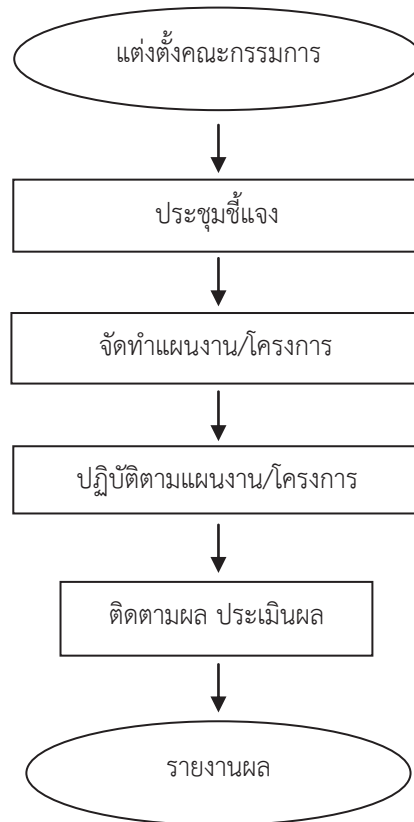 แต่งตั้งคณะกรรมการ
ประชุมชี้แจง
จัดทำแผนงาน/โครงการ
ปฏิบัติตามแผนงาน/โครงการ
ติดตามผล ประเมินผล
รายงานผล